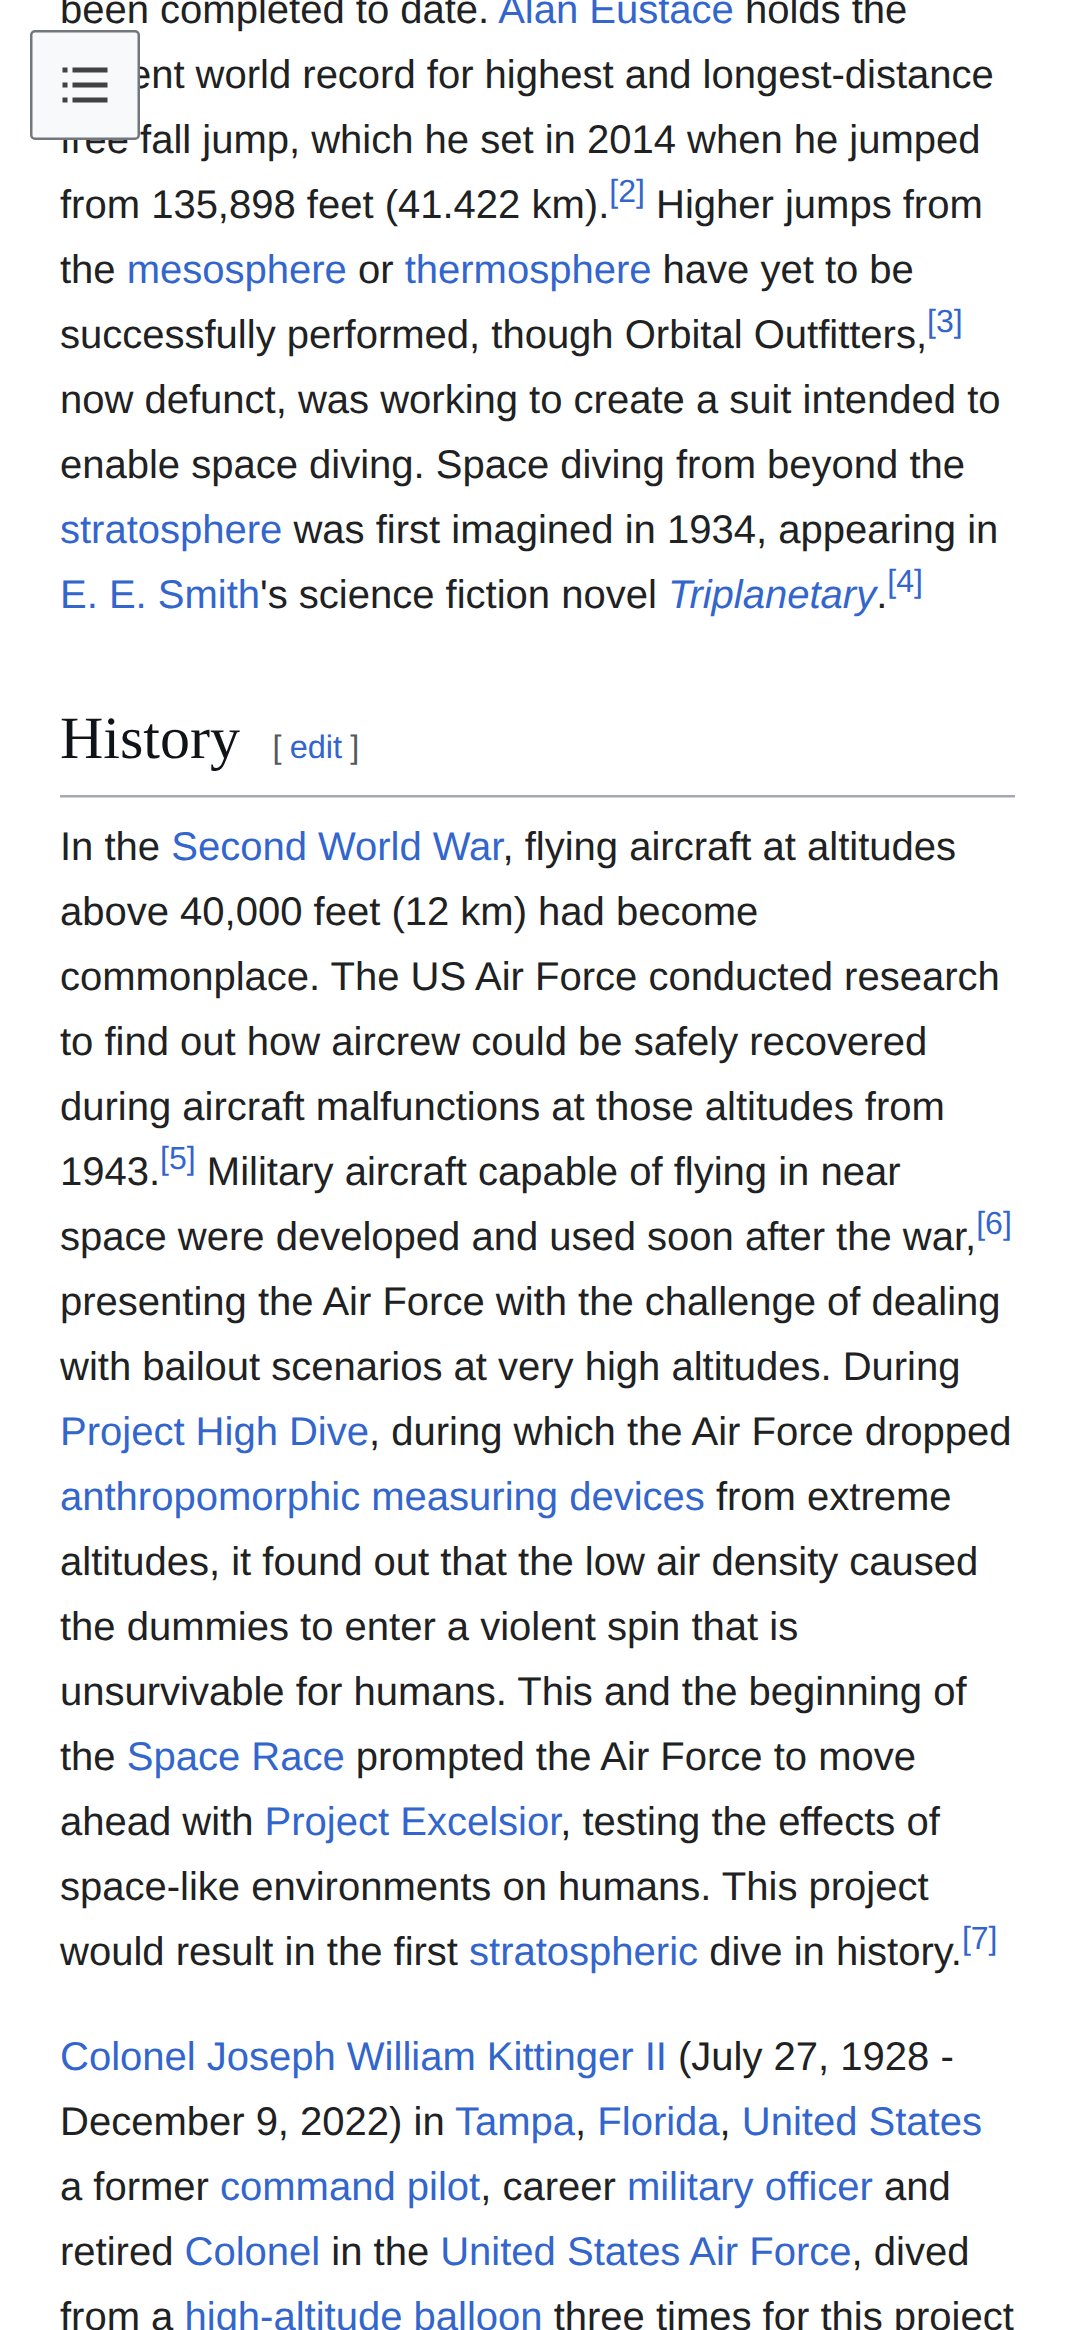 been completed to date. Alan Eustace holds the
ent world record for highest and longest-distance
free fall jump, which he set in 2014 when he jumped
from 135,898 feet (41.422 km).[2] Higher jumps from
the mesosphere or thermosphere have yet to be
successfully performed, though Orbital Outfitters,[3]
now defunct, was working to create a suit intended to
enable space diving. Space diving from beyond the
stratosphere was first imagined in 1934, appearing in
E. E. Smith's science fiction novel Triplanetary.[4]
History [ edit ]
In the Second World War, flying aircraft at altitudes
above 40,000 feet (12 km) had become
commonplace. The US Air Force conducted research
to find out how aircrew could be safely recovered
during aircraft malfunctions at those altitudes from
1943.[5] Military aircraft capable of flying in near
space were developed and used soon after the war,[6]
presenting the Air Force with the challenge of dealing
with bailout scenarios at very high altitudes. During
Project High Dive, during which the Air Force dropped
anthropomorphic measuring devices from extreme
altitudes, it found out that the low air density caused
the dummies to enter a violent spin that is
unsurvivable for humans. This and the beginning of
the Space Race prompted the Air Force to move
ahead with Project Excelsior, testing the effects of
space-like environments on humans. This project
would result in the first stratospheric dive in history.[7]
Colonel Joseph William Kittinger II (July 27, 1928 -
December 9, 2022) in Tampa, Florida, United States
a former command pilot, career military officer and
retired Colonel in the United States Air Force, dived
from a high-altitude balloon three times for this project